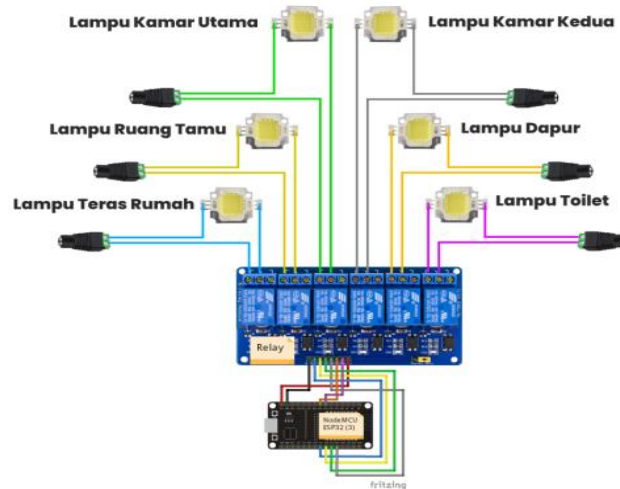 Lampu Kamar Utama
Lampu Kamar Kedua
Lampu Ruang Tamu
Lampu Dapur
Lampu Teras Rumah
Lampu Toilet
Relay
NodeMCU
ESP32 (3)
fritzing